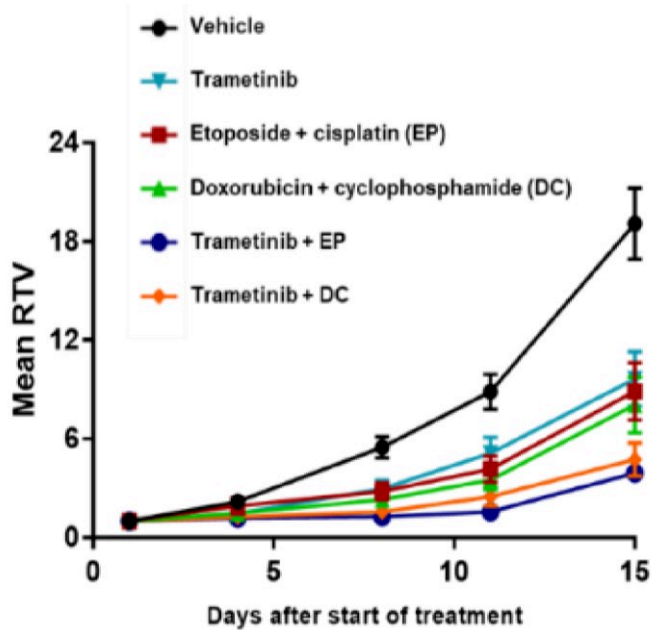 Vehicle
Trametinib
Etoposide + cisplatin (EP)
Doxorubicin + cyclophosphamide (DC)
Trametinib + EP
Trametinib + DC
Mean RTV
24
18
12
6
0
0 5 10 15
Days after start of treatment